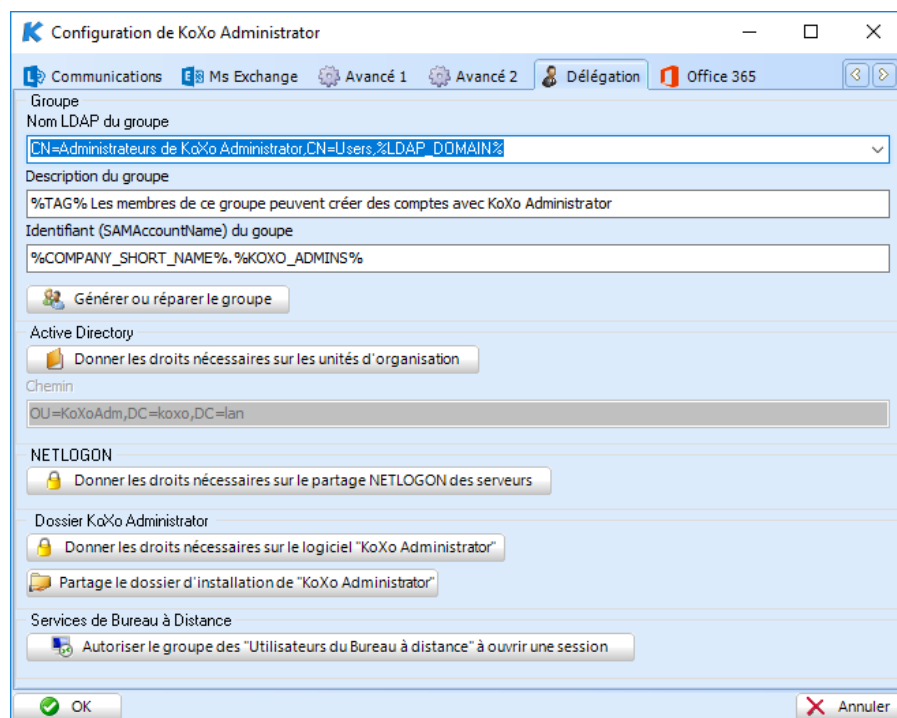 Configuration de KoXo Administrator
Communications Ms Exchange Avancé 1 Avancé 2 Délégation Office 365
Groupe
Nom LDAP du groupe
CN=Administrateurs de KoXo Administrator,CN=Users,%LDAP_DOMAIN%
Description du groupe
%TAG% Les membres de ce groupe peuvent créer des comptes avec KoXo Administrator
Identifiant (SAMAccountName) du goupe
%COMPANY_SHORT_NAME%.%KOXO_ADMINS%
Générer ou réparer le groupe
Active Directory
Donner les droits nécessaires sur les unités d'organisation
Chemin
OU=KoXoAdm,DC=koxo,DC=lan
NETLOGON
Donner les droits nécessaires sur le partage NETLOGON des serveurs
Dossier KoXo Administrator
Donner les droits nécessaires sur le logiciel "KoXo Administrator"
Partage le dossier d'installation de "KoXo Administrator"
Services de Bureau à Distance
Autoriser le groupe des "Utilisateurs du Bureau à distance" à ouvrir une session
OK Annuler